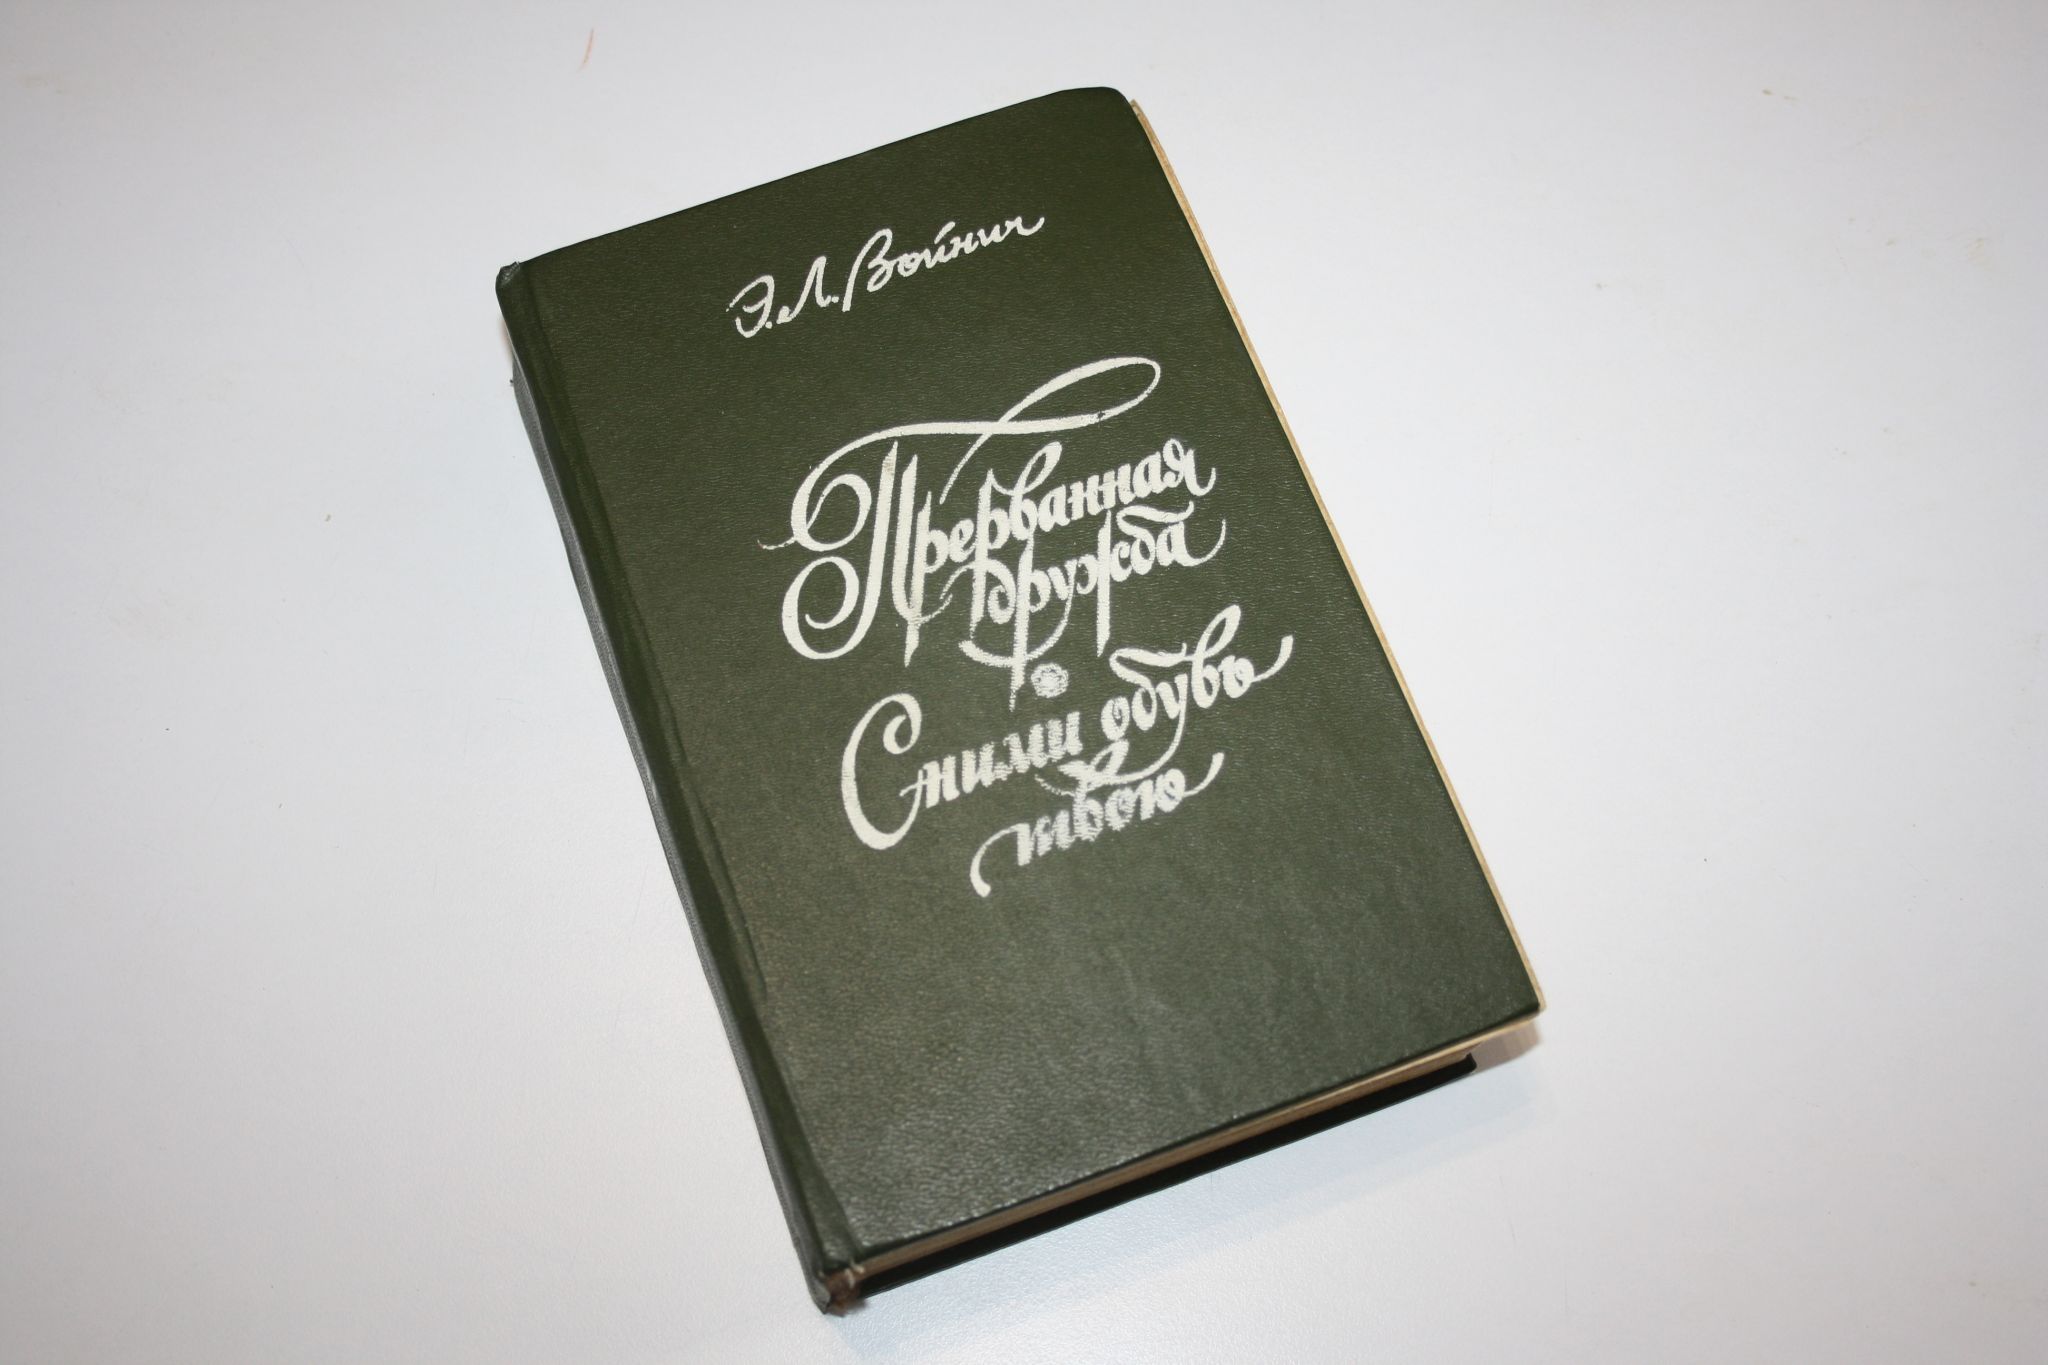 Э.Л. Войнич
Прерванная
дружба
Сними обувь
твою